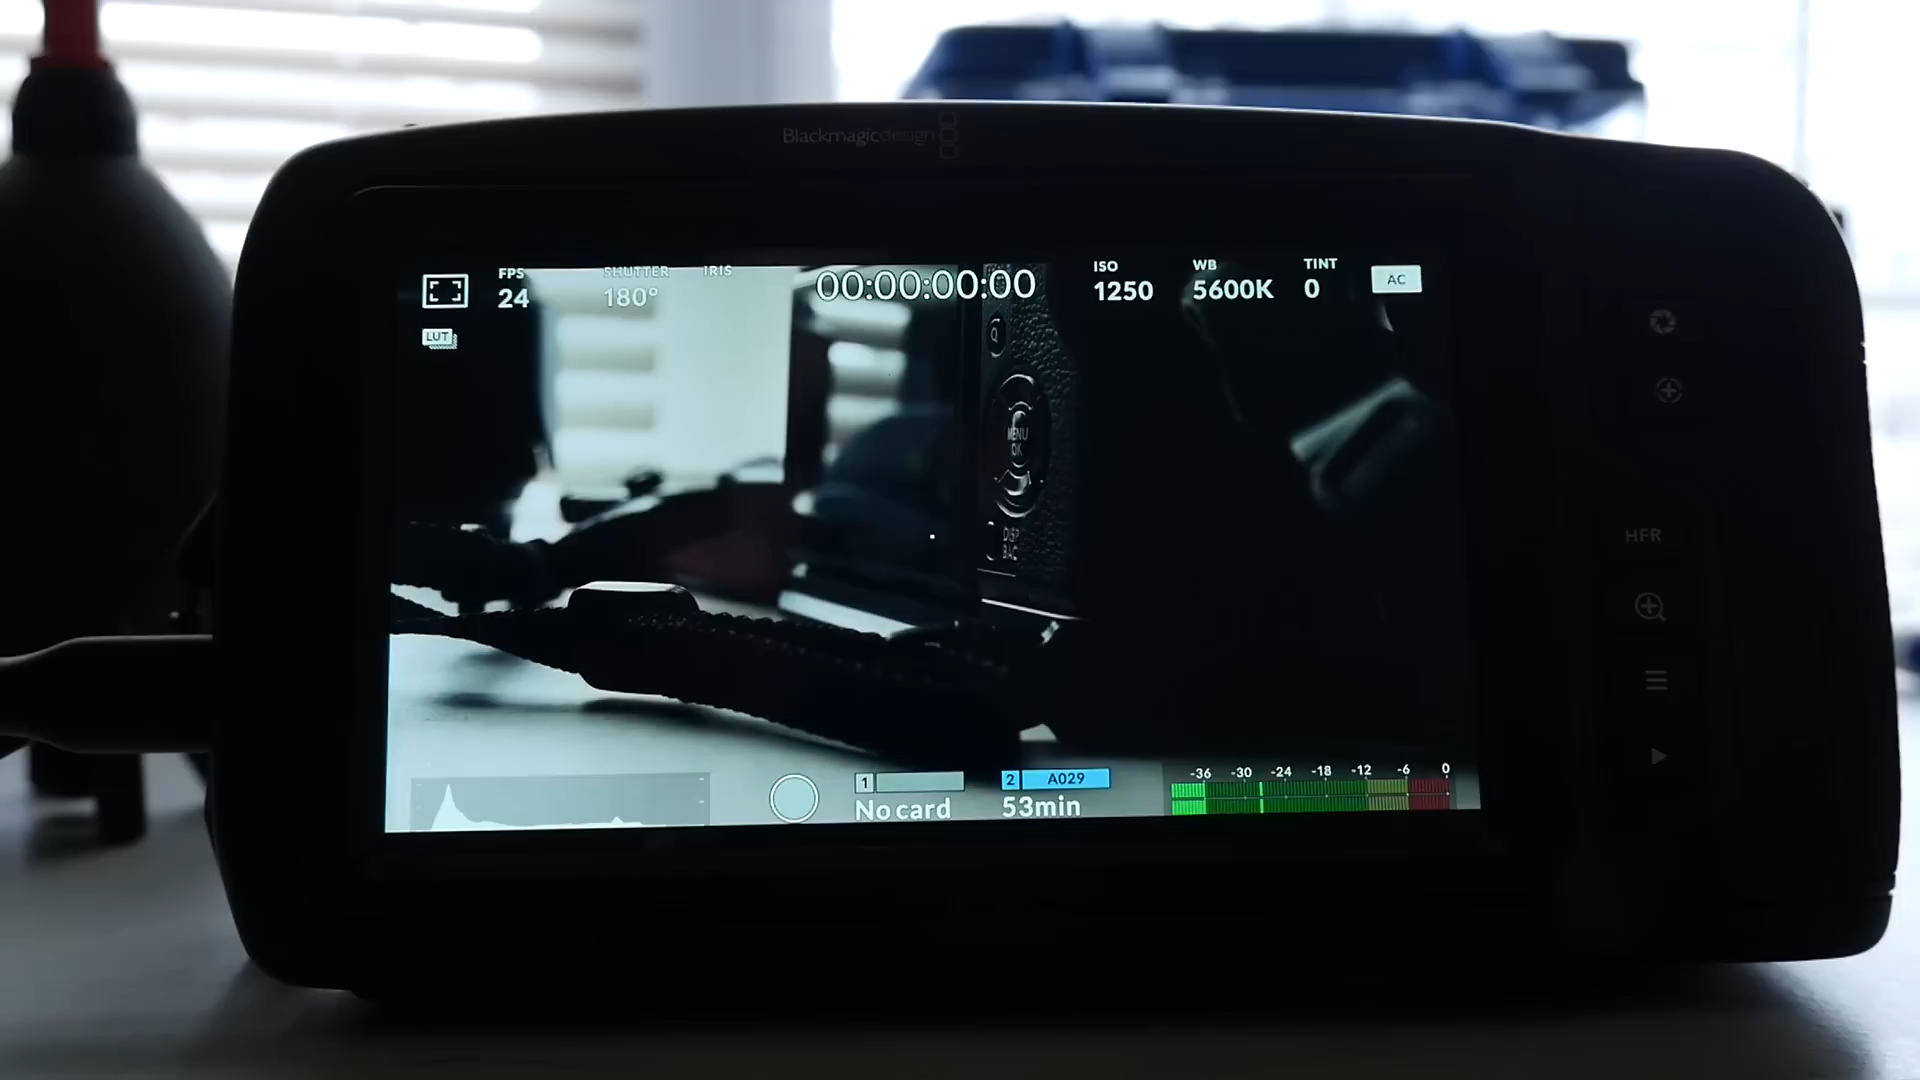 Blackmagicdesign
FPS
24
SHUTTER
180°
IRIS
00:00:00:00
ISO
1250
WB
5600K
TINT
0
AC
LUT
Q
MENU
OK
DISP
BAC
HFR
1
No card
2
A029
53min
-36 -30 -24 -18 -12 -6 0